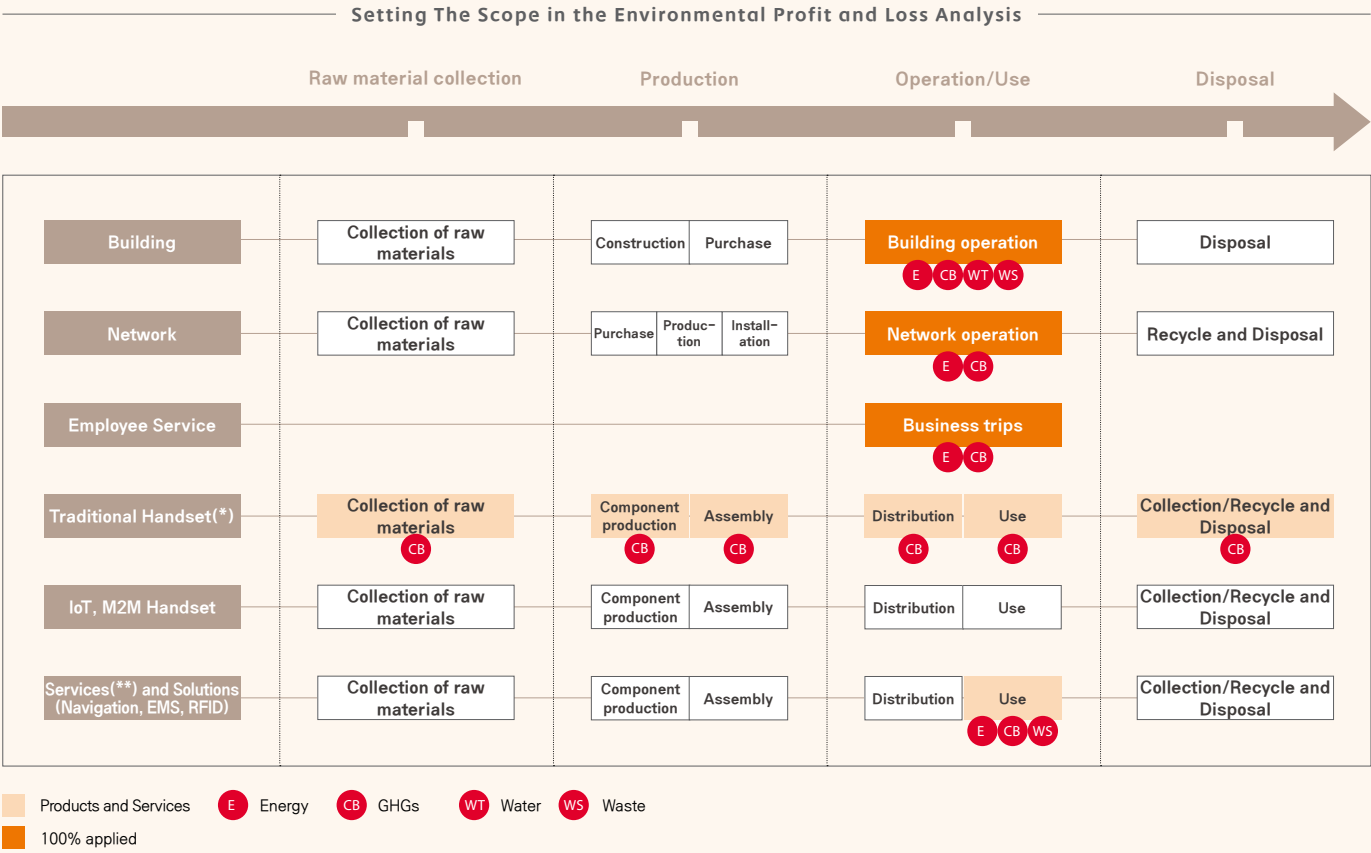 Setting The Scope in the Environmental Profit and Loss Analysis
Raw material collection
Production
Operation/Use
Disposal
Building
Collection of raw
materials
Construction
Purchase
Building operation
E
CB
WT
WS
Disposal
Network
Collection of raw
materials
Purchase
Produc-
tion
Install-
ation
Network operation
E
CB
Recycle and Disposal
Employee Service
Business trips
E
CB
Traditional Handset(*)
Collection of raw
materials
CB
Component
production
CB
Assembly
CB
Distribution
CB
Use
CB
Collection/Recycle and
Disposal
CB
IoT, M2M Handset
Collection of raw
materials
Component
production
Assembly
Distribution
Use
Collection/Recycle and
Disposal
Services(**) and Solutions
(Navigation, EMS, RFID)
Collection of raw
materials
Component
production
Assembly
Distribution
Use
E
CB
WS
Collection/Recycle and
Disposal
Products and Services
E
Energy
CB
GHGs
WT
Water
WS
Waste
100% applied